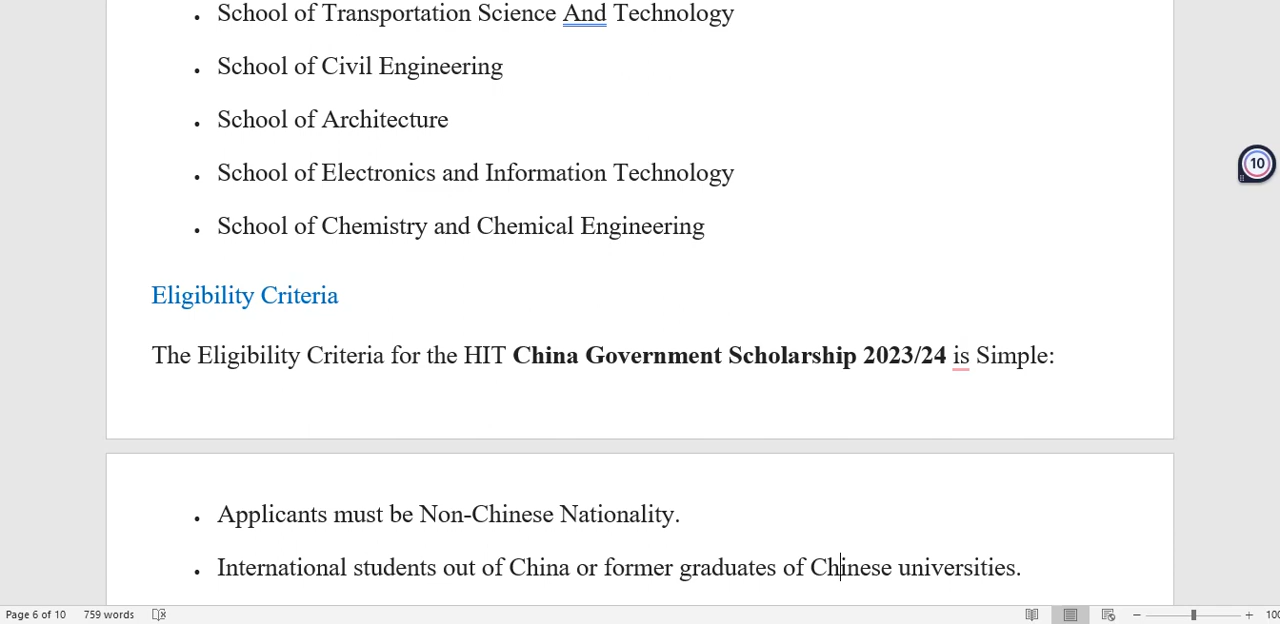 • School of Transportation Science And Technology
• School of Civil Engineering
• School of Architecture
• School of Electronics and Information Technology
• School of Chemistry and Chemical Engineering
10
Eligibility Criteria
The Eligibility Criteria for the HIT China Government Scholarship 2023/24 is Simple:
• Applicants must be Non-Chinese Nationality.
• International students out of China or former graduates of Chinese universities.
Page 6 of 10 759 words − + 100